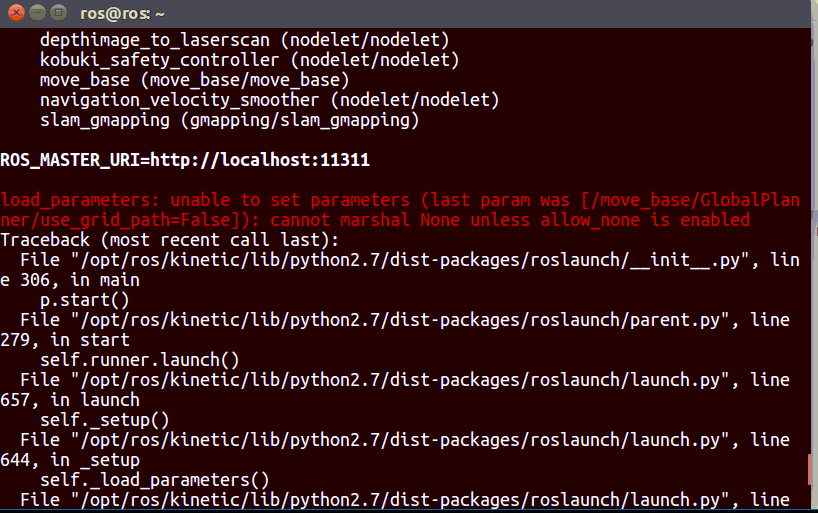 ros@ros: ~
depthimage_to_laserscan (nodelet/nodelet)
kobuki_safety_controller (nodelet/nodelet)
move_base (move_base/move_base)
navigation_velocity_smoother (nodelet/nodelet)
slam_gmapping (gmapping/slam_gmapping)
ROS_MASTER_URI=http://localhost:11311
load_parameters: unable to set parameters (last param was [/move_base/GlobalPlan
ner/use_grid_path=False]): cannot marshal None unless allow_none is enabled
Traceback (most recent call last):
File "/opt/ros/kinetic/lib/python2.7/dist-packages/roslaunch/__init__.py", lin
e 306, in main
p.start()
File "/opt/ros/kinetic/lib/python2.7/dist-packages/roslaunch/parent.py", line
279, in start
self.runner.launch()
File "/opt/ros/kinetic/lib/python2.7/dist-packages/roslaunch/launch.py", line
657, in launch
self._setup()
File "/opt/ros/kinetic/lib/python2.7/dist-packages/roslaunch/launch.py", line
644, in _setup
self._load_parameters()
File "/opt/ros/kinetic/lib/python2.7/dist-packages/roslaunch/launch.py", line